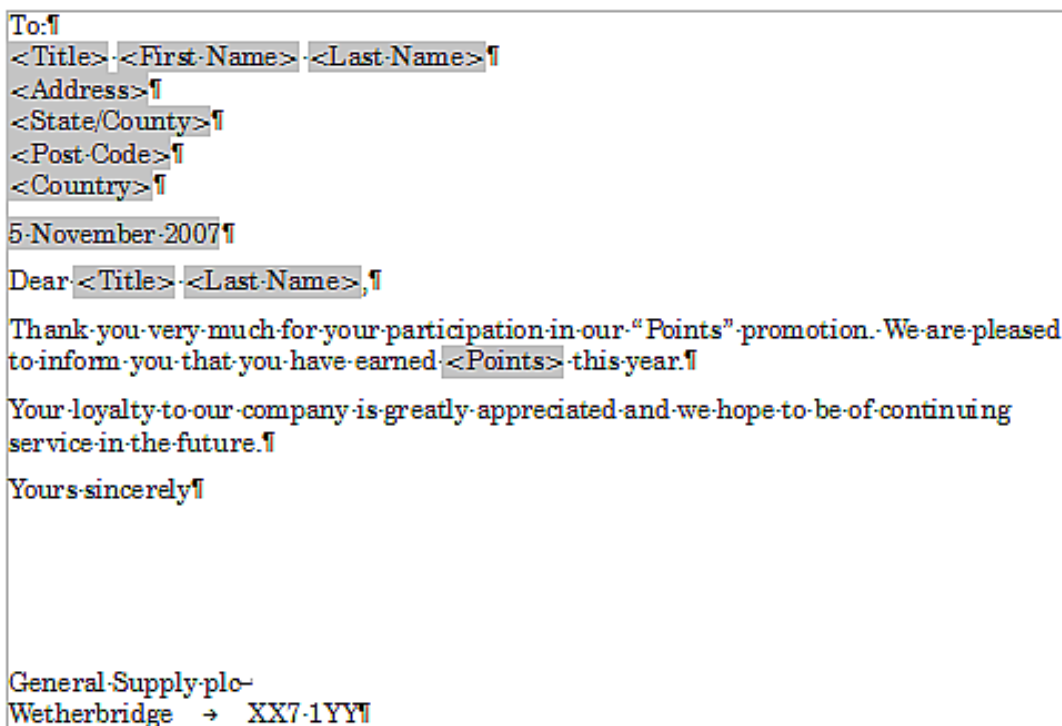 To:¶
<Title>·<First·Name>·<Last·Name>¶
<Address>¶
<State/County>¶
<Post·Code>¶
<Country>¶
5·November·2007¶
Dear·<Title>·<Last·Name>,¶
Thank·you·very·much·for·your·participation·in·our·“Points”·promotion.·We·are·pleased
to·inform·you·that·you·have·earned·<Points>·this·year.¶
Your·loyalty·to·our·company·is·greatly·appreciated·and·we·hope·to·be·of·continuing
service·in·the·future.¶
Yours·sincerely¶
General·Supply·plc↵
Wetherbridge → XX7·1YY¶